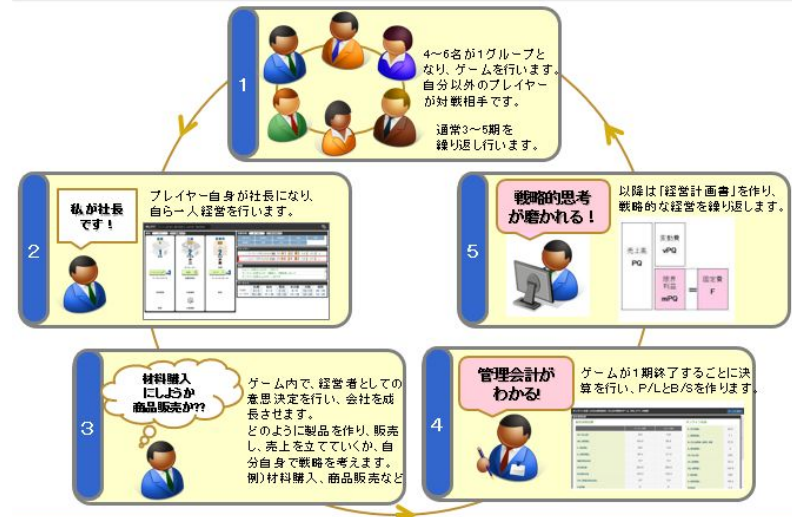 1
4～6名が1グループと
なり、ゲームを行います。
自分以外のプレイヤー
が対戦相手です。
通常3～5期を
繰り返し行います。
2
私が社長
です！
プレイヤー自身が社長になり、
自ら一人経営を行います。
3
材料購入
にしようか
商品販売か??
ゲーム内で、経営者としての
意思決定を行い、会社を成
長させます。
どのように製品を作り、販売
し、売上を立てていくか、自
分自身で戦略を考えます。
例）材料購入、商品販売など
4
管理会計が
わかる!
ゲームが1期終了するごとに決
算を行い、P/LとB/Sを作ります。
5
戦略的思考
が磨かれる！
以降は「経営計画書」を作り、
戦略的な経営を繰り返します。
売上高
PQ
変動費
vPQ
限界
利益
mPQ
=
固定費
F